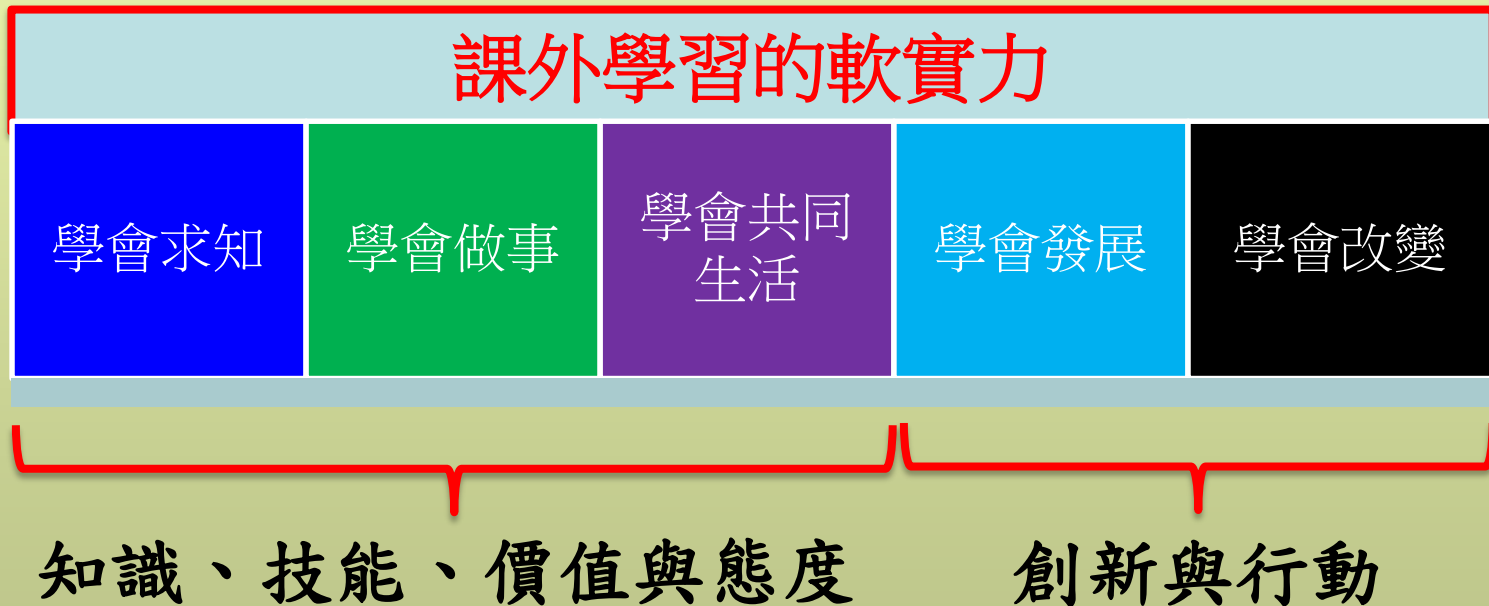 課外學習的軟實力
學會求知
學會做事
學會共同
生活
學會發展
學會改變
知識、技能、價值與態度
創新與行動